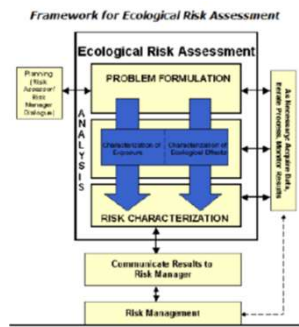 Framework for Ecological Risk Assessment
Ecological Risk Assessment
Planning
(Risk
Assessor/
Risk
Manager
Dialogue)
PROBLEM FORMULATION
ANALYSIS
Characterization of
Exposure
Characterization of
Ecological Effects
As Necessary: Acquire Data,
Iterate Process, Monitor Results
RISK CHARACTERIZATION
Communicate Results to
Risk Manager
Risk Management